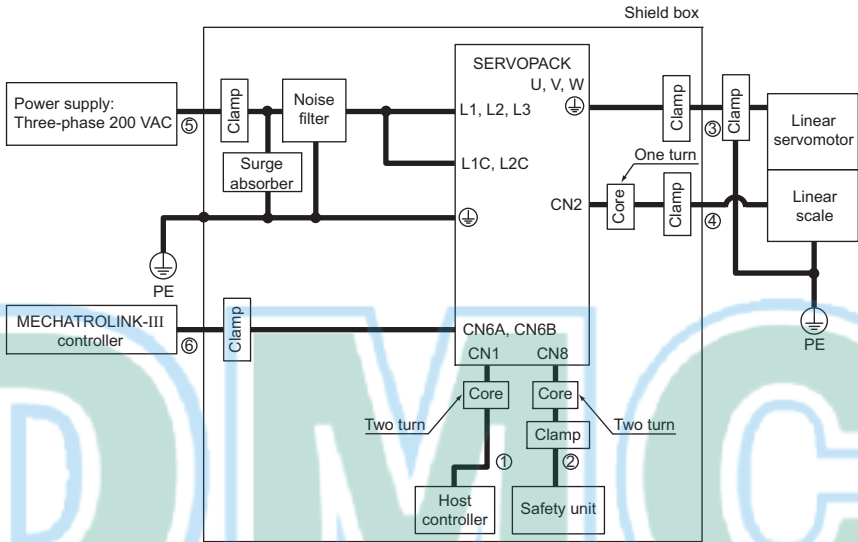 Shield box
SERVOPACK
U, V, W
Power supply:
Three-phase 200 VAC
⑤
Clamp
Noise
filter
L1, L2, L3
Clamp
③
Clamp
Linear
servomotor
Surge
absorber
L1C, L2C
One turn
CN2
Core
Clamp
④
Linear
scale
PE
MECHATROLINK-III
controller
⑥
Clamp
CN6A, CN6B
PE
CN1
CN8
Core
Core
Two turn
Two turn
Clamp
①
②
Host
controller
Safety unit
DMC